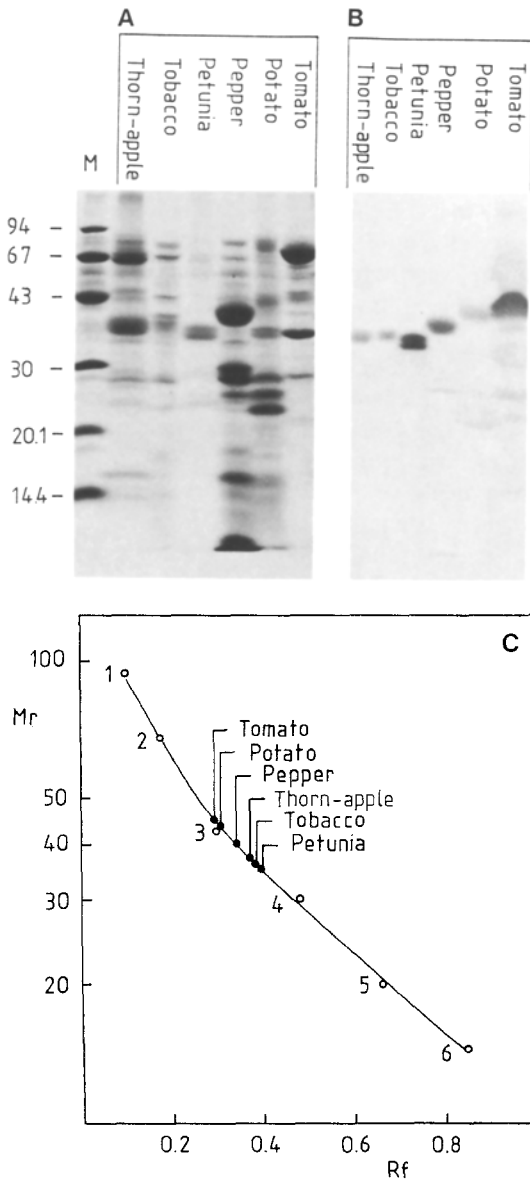 A
B
Thorn-apple
Tobacco
Petunia
Pepper
Potato
Tomato
Thorn-apple
Tobacco
Petunia
Pepper
Potato
Tomato
M
94
67
43
30
20.1
14.4
C
100
Mr
50
40
30
20
1
2
3
4
5
6
Tomato
Potato
Pepper
Thorn-apple
Tobacco
Petunia
0.2
0.4
0.6
0.8
Rf